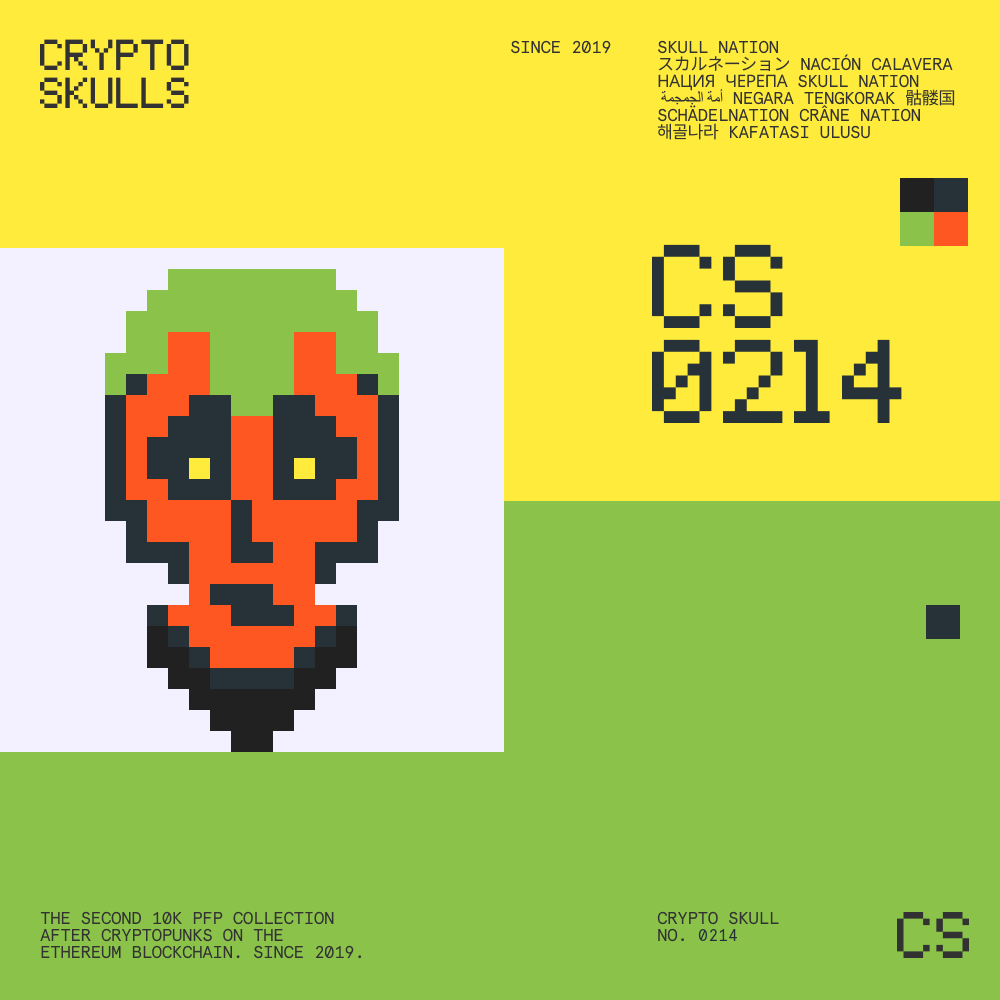 CRYPTO
SKULLS
SINCE 2019
SKULL NATION
スカルネーション NACIÓN CALAVERA
НАЦИЯ ЧЕРЕПА SKULL NATION
أمة الجمجمة NEGARA TENGKORAK 骷髅国
SCHÄDELNATION CRÂNE NATION
해골나라 KAFATASI ULUSU
CS
0214
THE SECOND 10K PFP COLLECTION
AFTER CRYPTOPUNKS ON THE
ETHEREUM BLOCKCHAIN. SINCE 2019.
CRYPTO SKULL
NO. 0214
CS